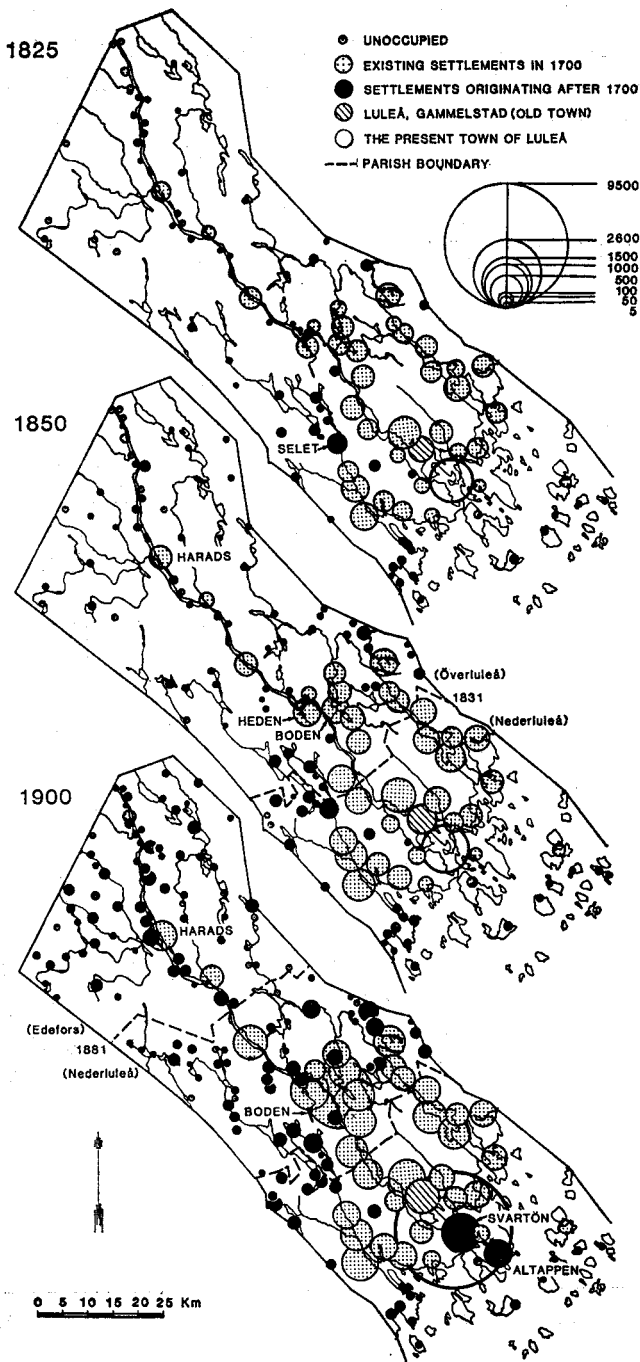 1825
UNOCCUPIED
EXISTING SETTLEMENTS IN 1700
SETTLEMENTS ORIGINATING AFTER 1700
LULEÅ, GAMMELSTAD (OLD TOWN)
THE PRESENT TOWN OF LULEÅ
PARISH BOUNDARY
9500
2600
1500
1000
500
100
50
5
SELET
1850
HARADS
HEDEN
BODEN
(Överluleå)
1831
(Nederluleå)
1900
HARADS
(Edefors)
1881
(Nederluleå)
BODEN
SVARTÖN
ALTAPPEN
0 5 10 15 20 25 Km